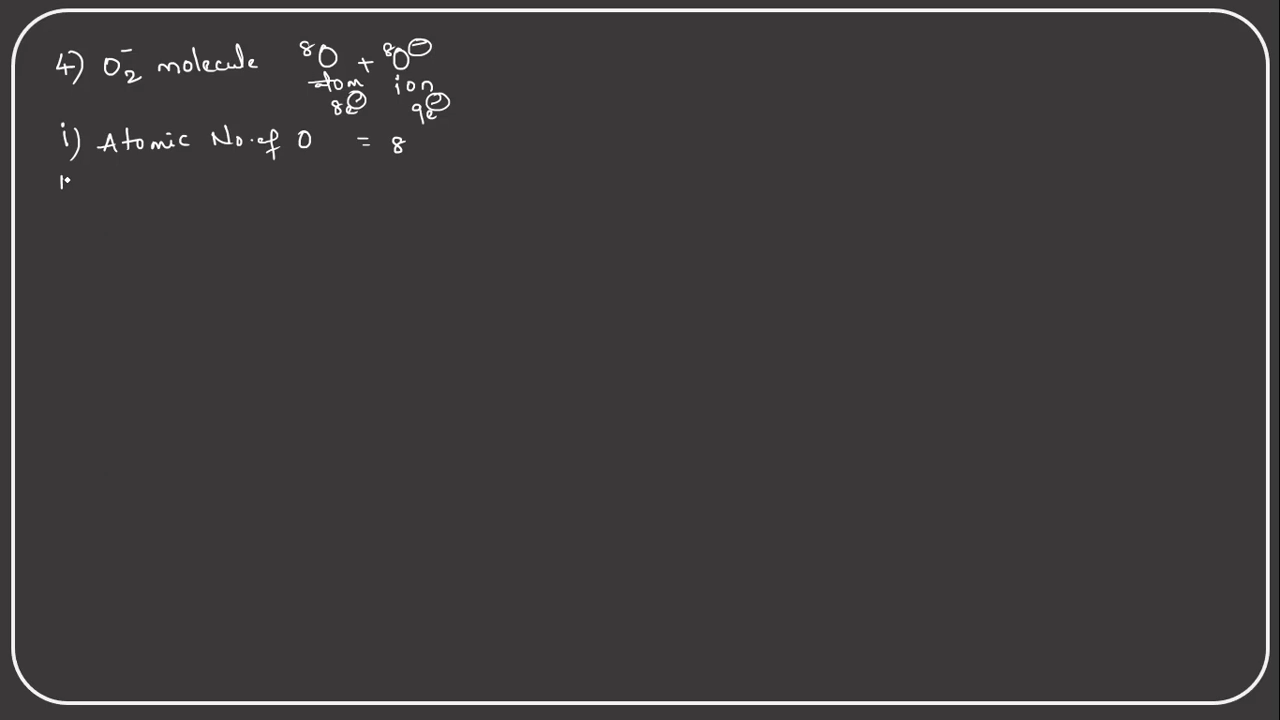 4) O₂⁻ molecule ⁸O + ⁸O⊖
atom ion
8e⊖ 9e⊖
i) Atomic No. of O = 8